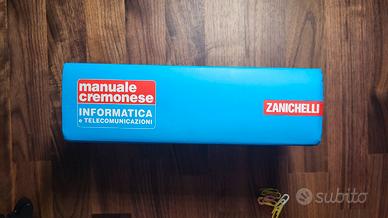 manuale
cremonese
INFORMATICA
e TELECOMUNICAZIONI
ZANICHELLI
subito